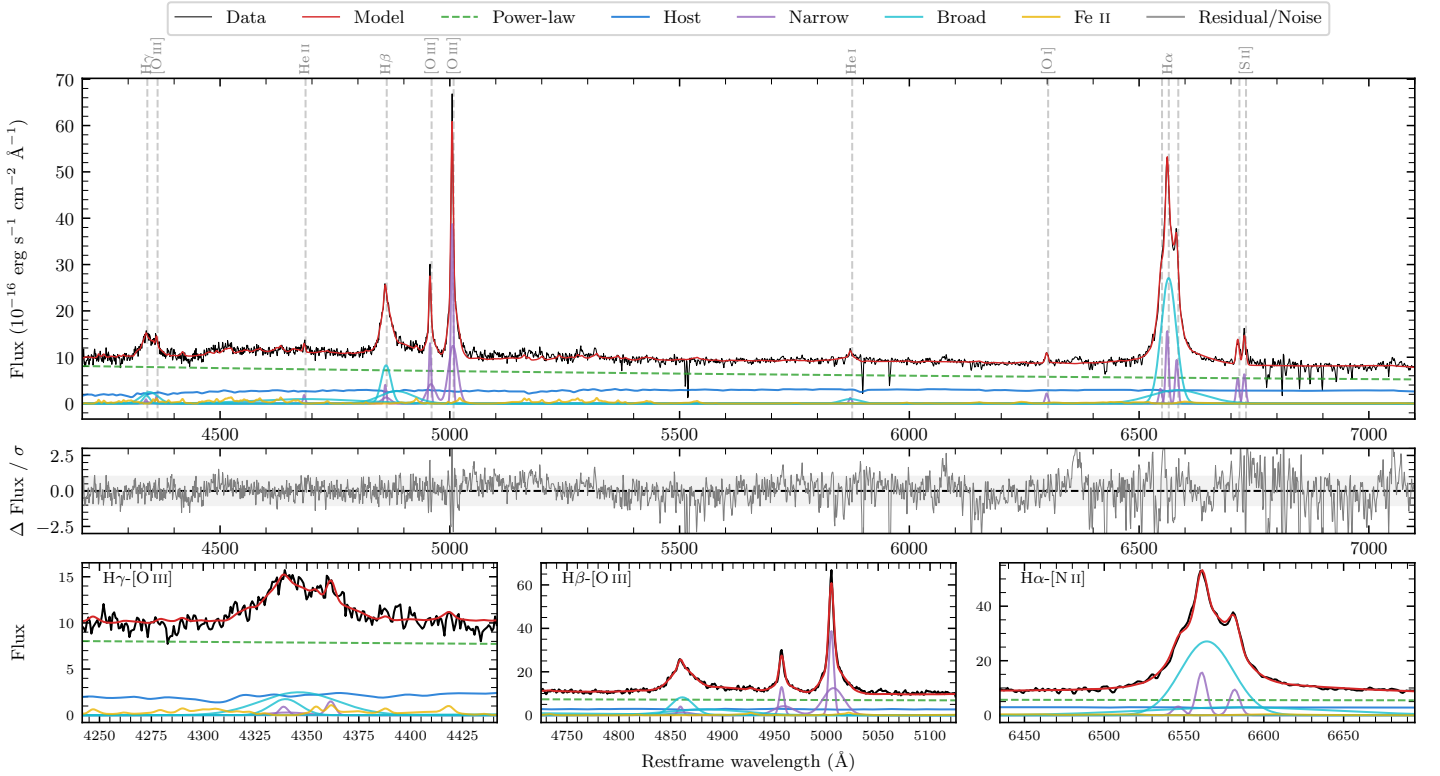 Data Model Power-law Host Narrow Broad Fe II Residual/Noise
Hγ [O III] He II Hβ [O III] [O III] He I [O I] Hα [S II]
Flux (10⁻¹⁶ erg s⁻¹ cm⁻² Å⁻¹)
70
60
50
40
30
20
10
0
4500 5000 5500 6000 6500 7000
Δ Flux / σ
2.5
0.0
−2.5
4500 5000 5500 6000 6500 7000
Flux
Hγ-[O III]
15
10
5
0
4250 4275 4300 4325 4350 4375 4400 4425
Hβ-[O III]
60
40
20
0
4750 4800 4850 4900 4950 5000 5050 5100
Hα-[N II]
40
20
0
6450 6500 6550 6600 6650
Restframe wavelength (Å)